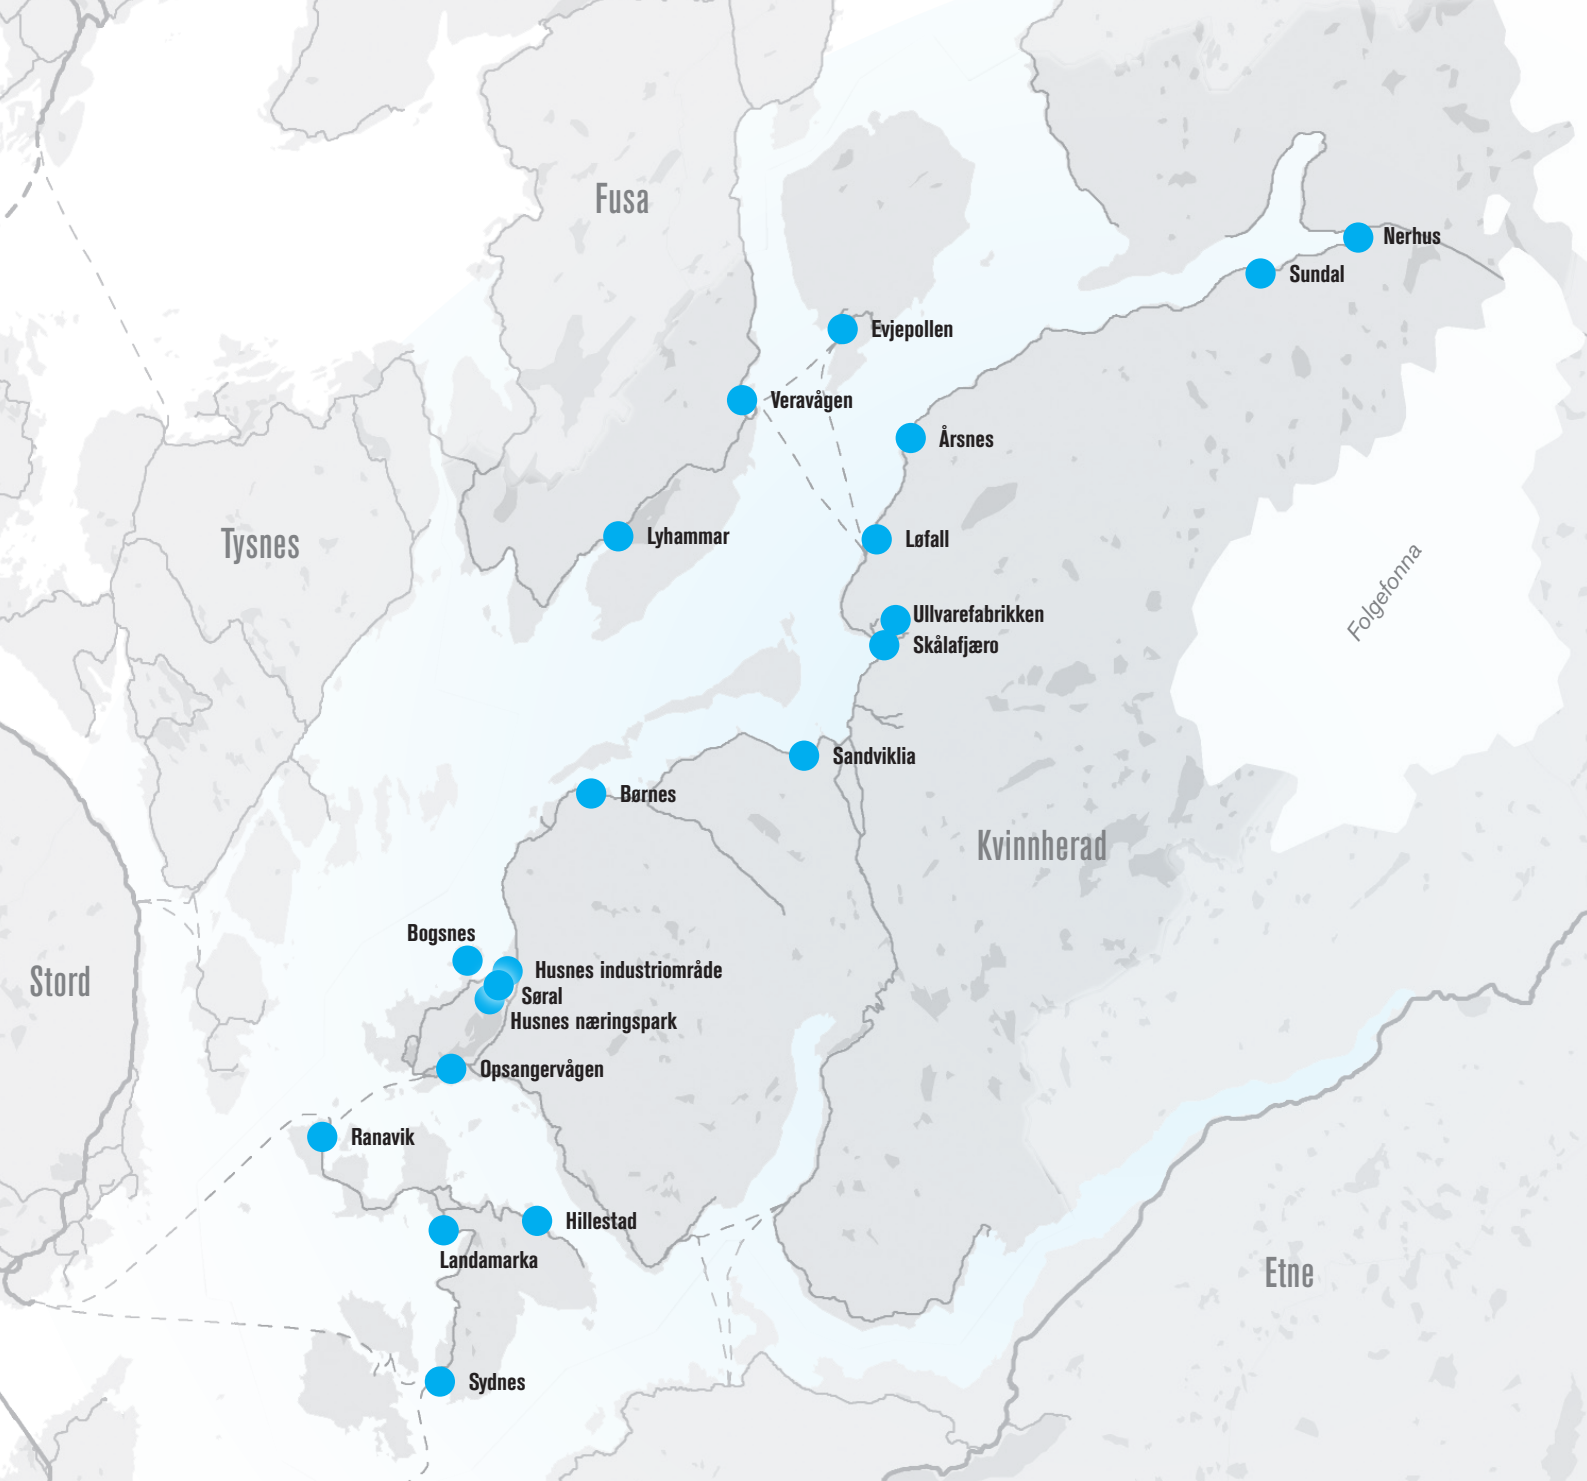 Fusa
Nerhus
Sundal
Evjepollen
Veravågen
Årsnes
Tysnes
Lyhammar
Løfall
Folgefonna
Ullvarefabrikken
Skålafjæro
Sandviklia
Børnes
Kvinnherad
Bogsnes
Husnes industriområde
Stord
Søral
Husnes næringspark
Opsangervågen
Ranavik
Hillestad
Landamarka
Etne
Sydnes